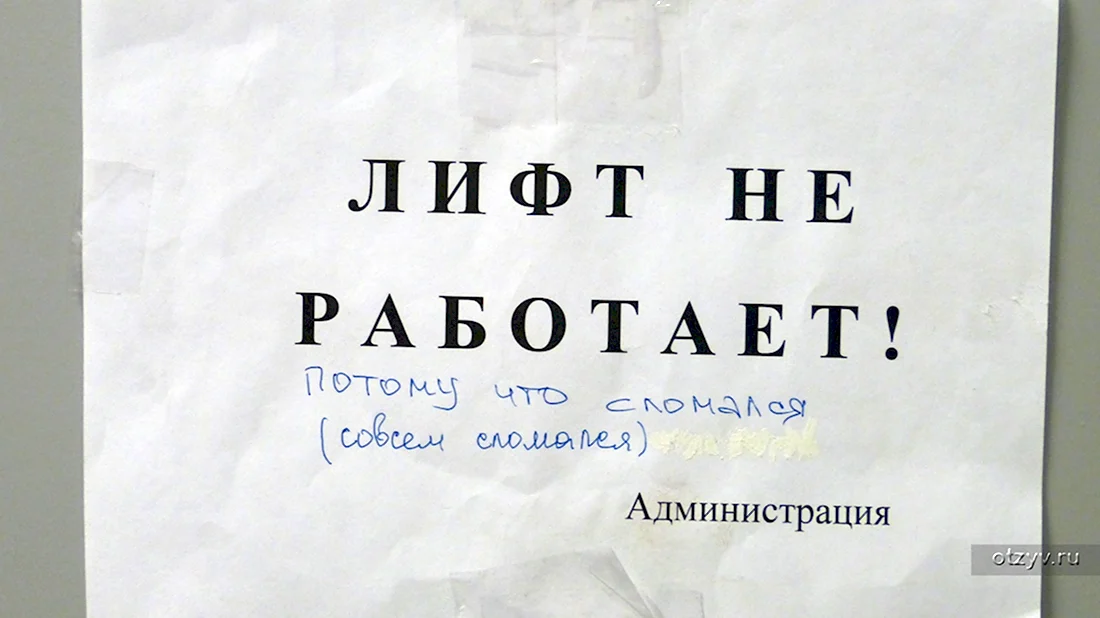 ЛИФТ НЕ
РАБОТАЕТ!
потому что сломался
(совсем сломался)
Администрация
otzyv.ru